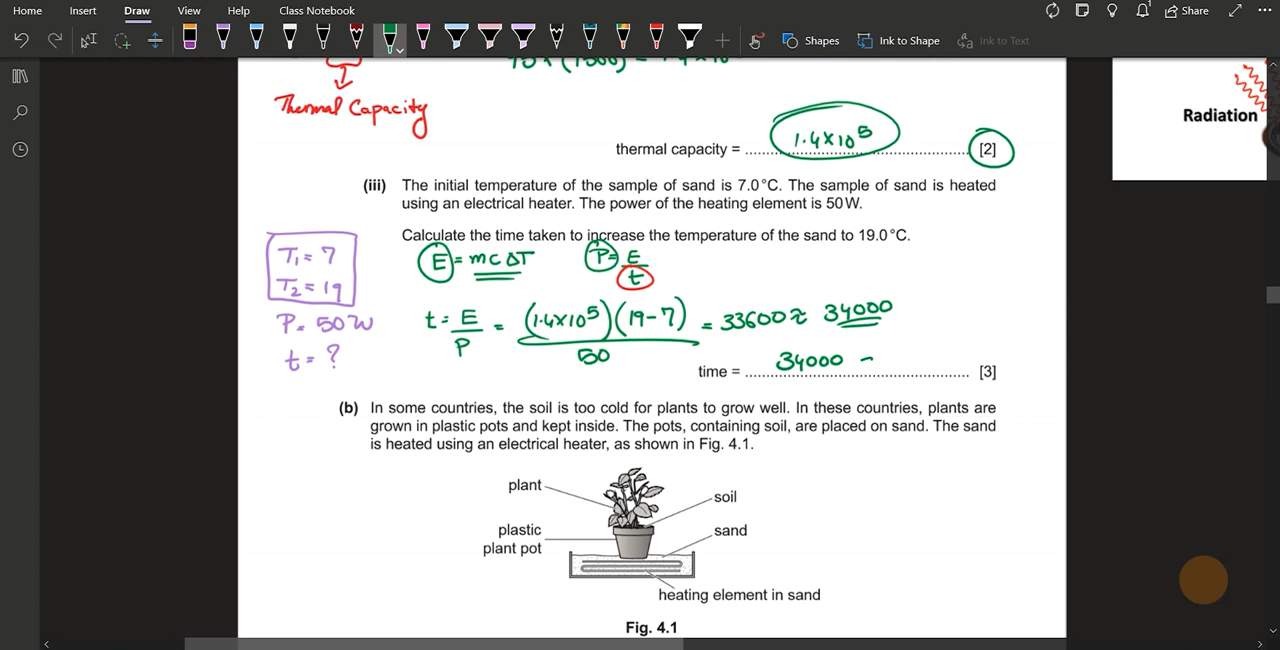 Home Insert Draw View Help Class Notebook Share
Shapes Ink to Shape Ink to Text
Thermal Capacity
Radiation
1.4x10⁵
thermal capacity = [2]
(iii) The initial temperature of the sample of sand is 7.0°C. The sample of sand is heated
using an electrical heater. The power of the heating element is 50W.
Calculate the time taken to increase the temperature of the sand to 19.0°C.
T₁ = 7
T₂ = 19
P = 50W
t = ?
E = mcΔT P = E/t
t = E/P = (1.4x10⁵)(19-7)/50 = 33600 ≈ 34000
34000
time = [3]
(b) In some countries, the soil is too cold for plants to grow well. In these countries, plants are
grown in plastic pots and kept inside. The pots, containing soil, are placed on sand. The sand
is heated using an electrical heater, as shown in Fig. 4.1.
plant
soil
plastic
plant pot
sand
heating element in sand
Fig. 4.1